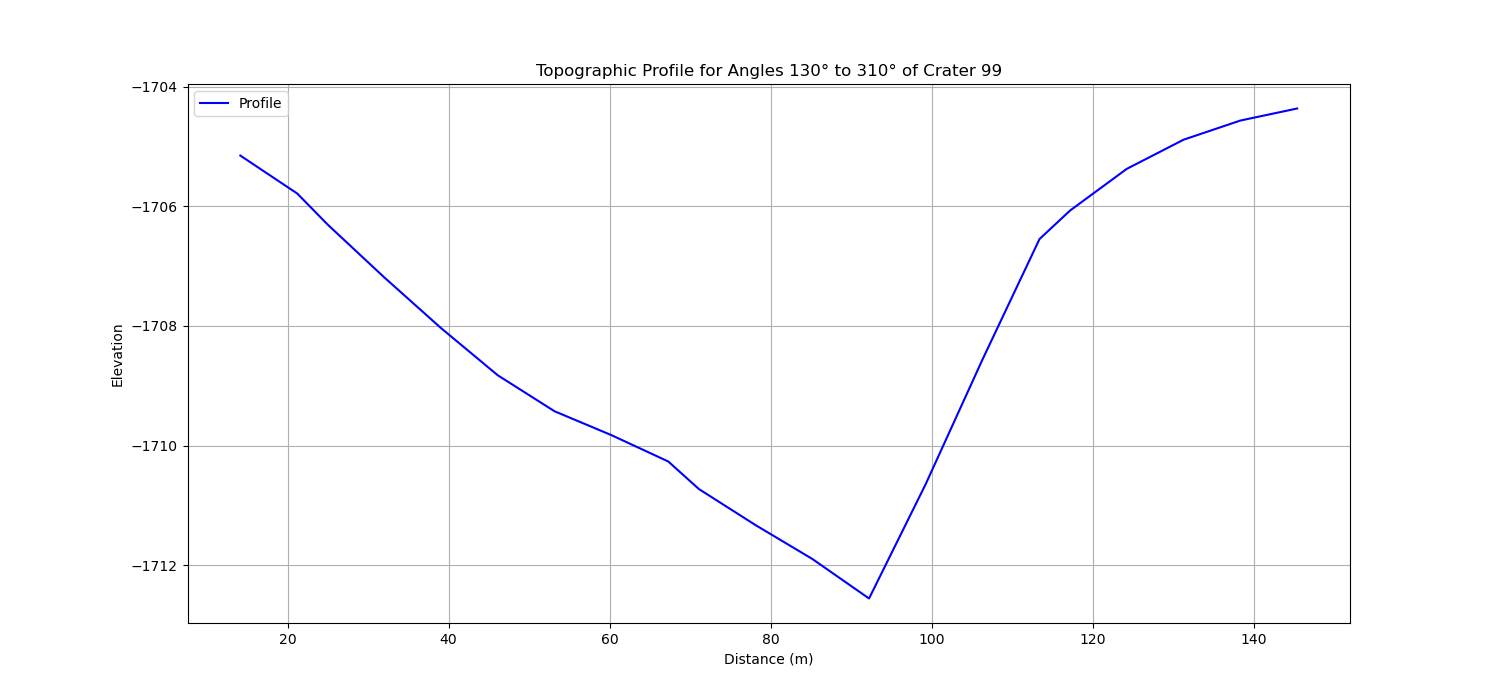 Topographic Profile for Angles 130° to 310° of Crater 99
Profile
−1704
−1706
−1708
−1710
−1712
Elevation
20 40 60 80 100 120 140
Distance (m)